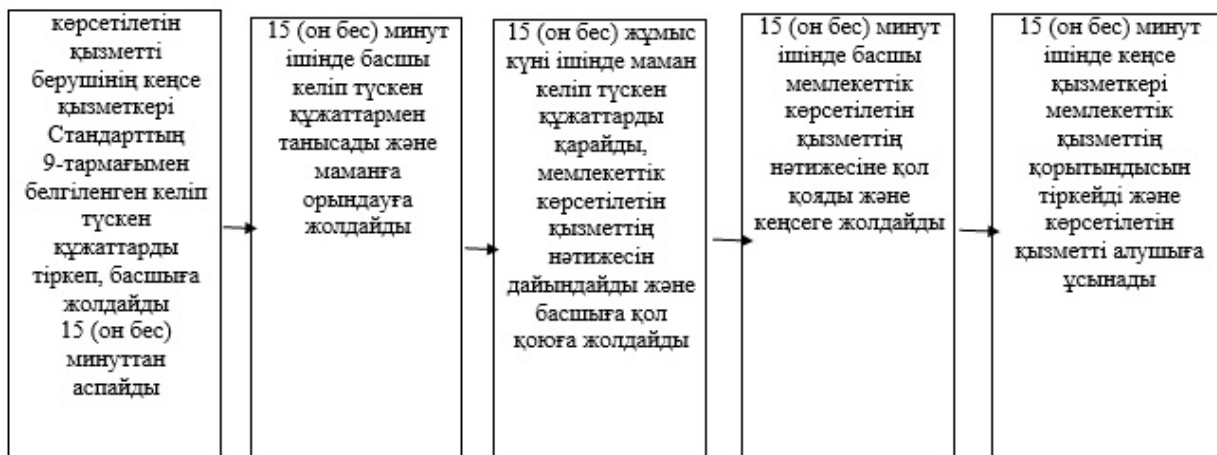 көрсетілетін
қызметті
берушінің кеңсе
қызметкері
Стандарттың
9-тармағымен
белгіленген келіп
түскен
құжаттарды
тіркеп, басшыға
жолдайды
15 (он бес)
минуттан
аспайды
15 (он бес) минут
ішінде басшы
келіп түскен
құжаттармен
танысады және
маманға
орындауға
жолдайды
15 (он бес) жұмыс
күні ішінде маман
келіп түскен
құжаттарды
қарайды,
мемлекеттік
көрсетілетін
қызметтің
нәтижесін
дайындайды және
басшыға қол
қоюға жолдайды
15 (он бес) минут
ішінде басшы
мемлекеттік
көрсетілетін
қызметтің
нәтижесіне қол
қояды және
кеңсеге жолдайды
15 (он бес) минут
ішінде кеңсе
қызметкері
мемлекеттік
қызметтің
қорытындысын
тіркейді және
көрсетілетін
қызметті алушыға
ұсынады